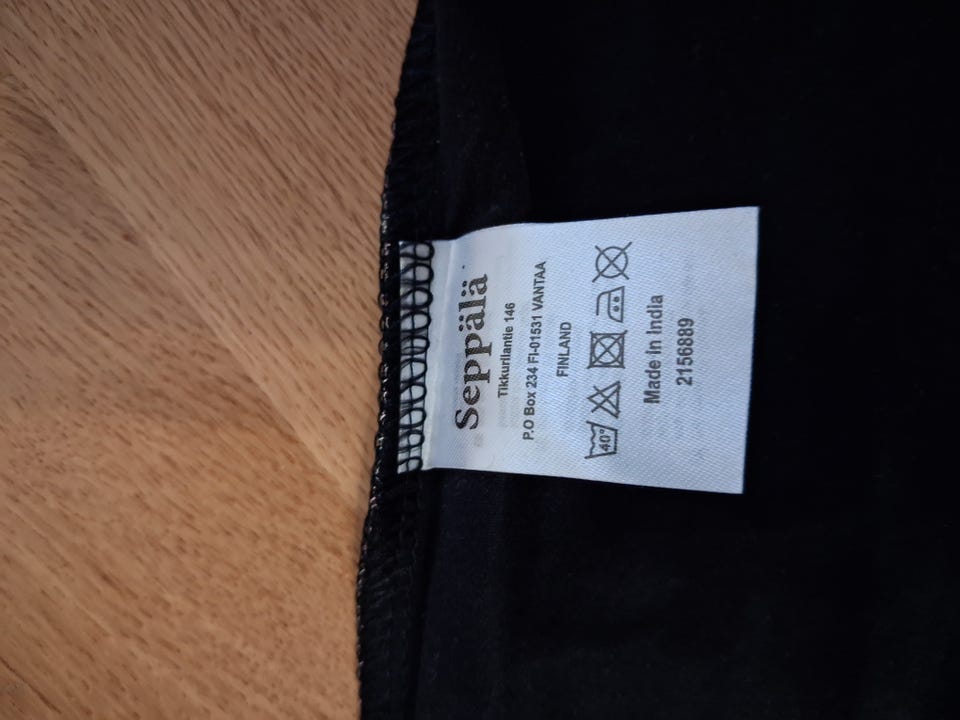 Seppälä
Tikkurilantie 146
P.O Box 234 FI-01531 VANTAA
FINLAND
40°
Made in India
2156889